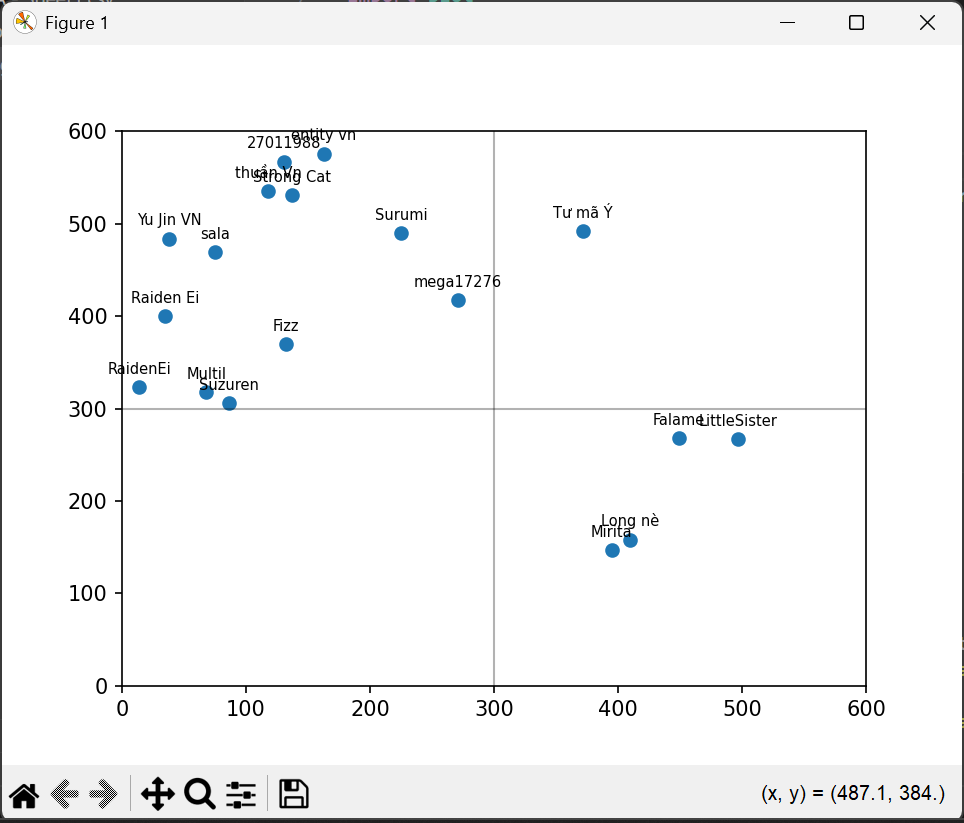 Figure 1
600
500
400
300
200
100
0
0
100
200
300
400
500
600
entity vn
27011988
thuần Vn
Strong Cat
Yu Jin VN
sala
Surumi
Tư mã Ý
mega17276
Raiden Ei
Fizz
RaidenEi
Multil
Suzuren
Falame
LittleSister
Long nè
Mirita
(x, y) = (487.1, 384.)